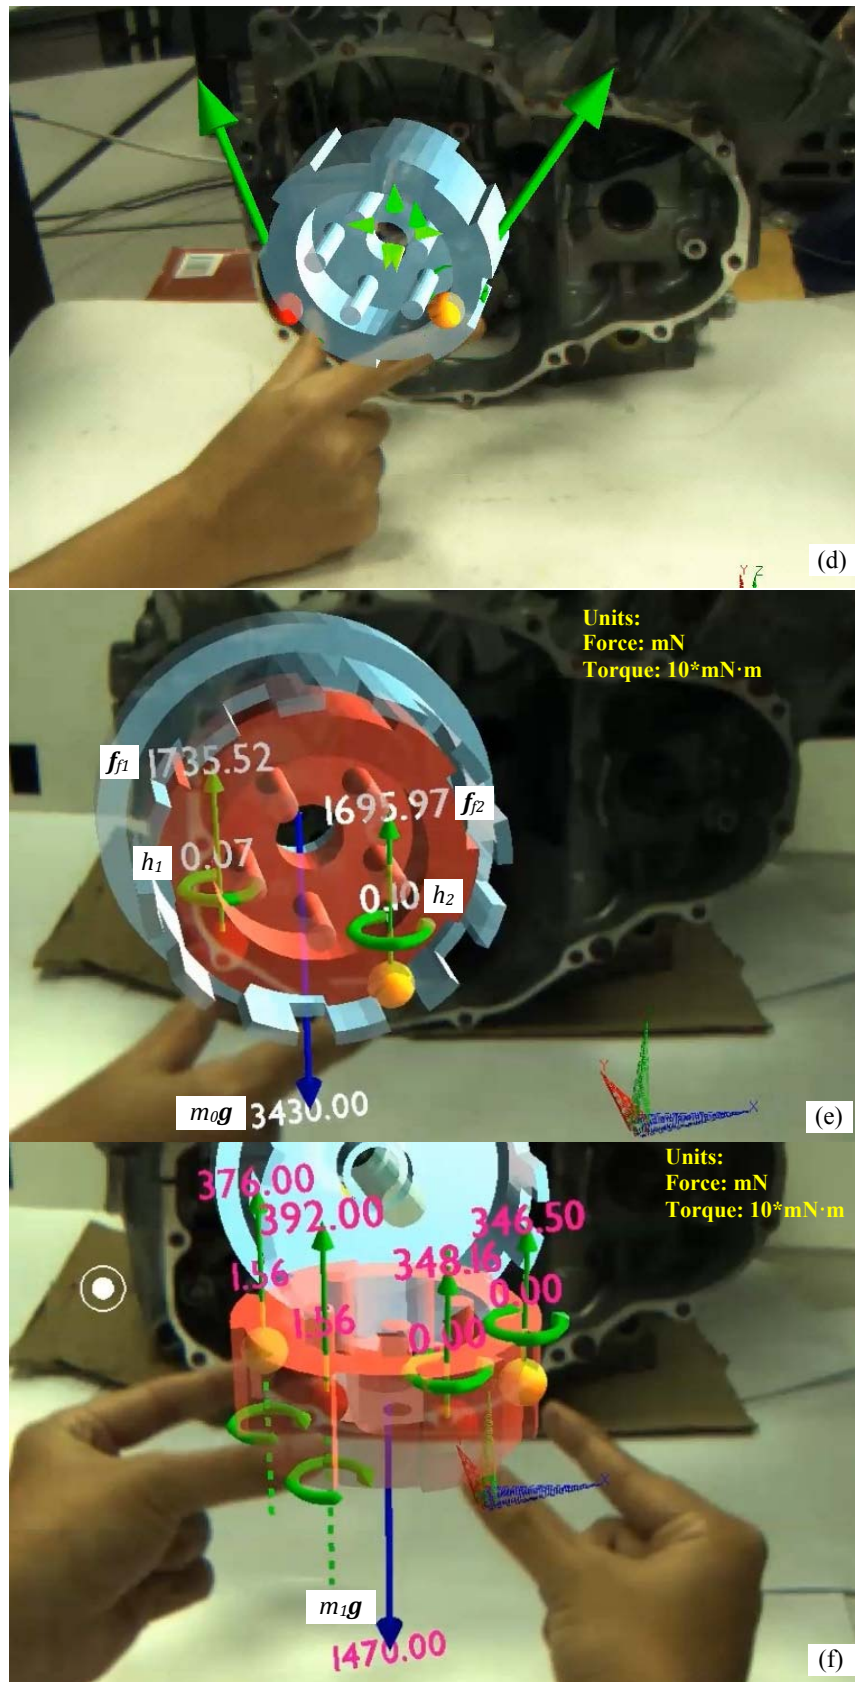 Y Z
(d)
Units:
Force: mN
Torque: 10*mN·m
ff1 1735.52
1695.97 ff2
h1 0.07
0.10 h2
Y
X
m0g 3430.00
(e)
Units:
Force: mN
Torque: 10*mN·m
376.00
392.00
346.50
348.16
1.56
0.00
1.56
0.00
X
m1g
1470.00
(f)